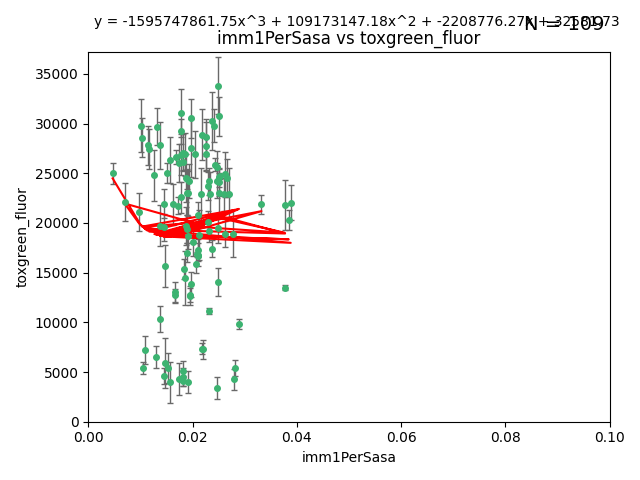 y = -1595747861.75x^3 + 109173147.18x^2 + -2208776.27x + 32581.73
N = 109
imm1PerSasa vs toxgreen_fluor
35000
30000
25000
20000
15000
10000
5000
0
toxgreen_fluor
0.00 0.02 0.04 0.06 0.08 0.10
imm1PerSasa